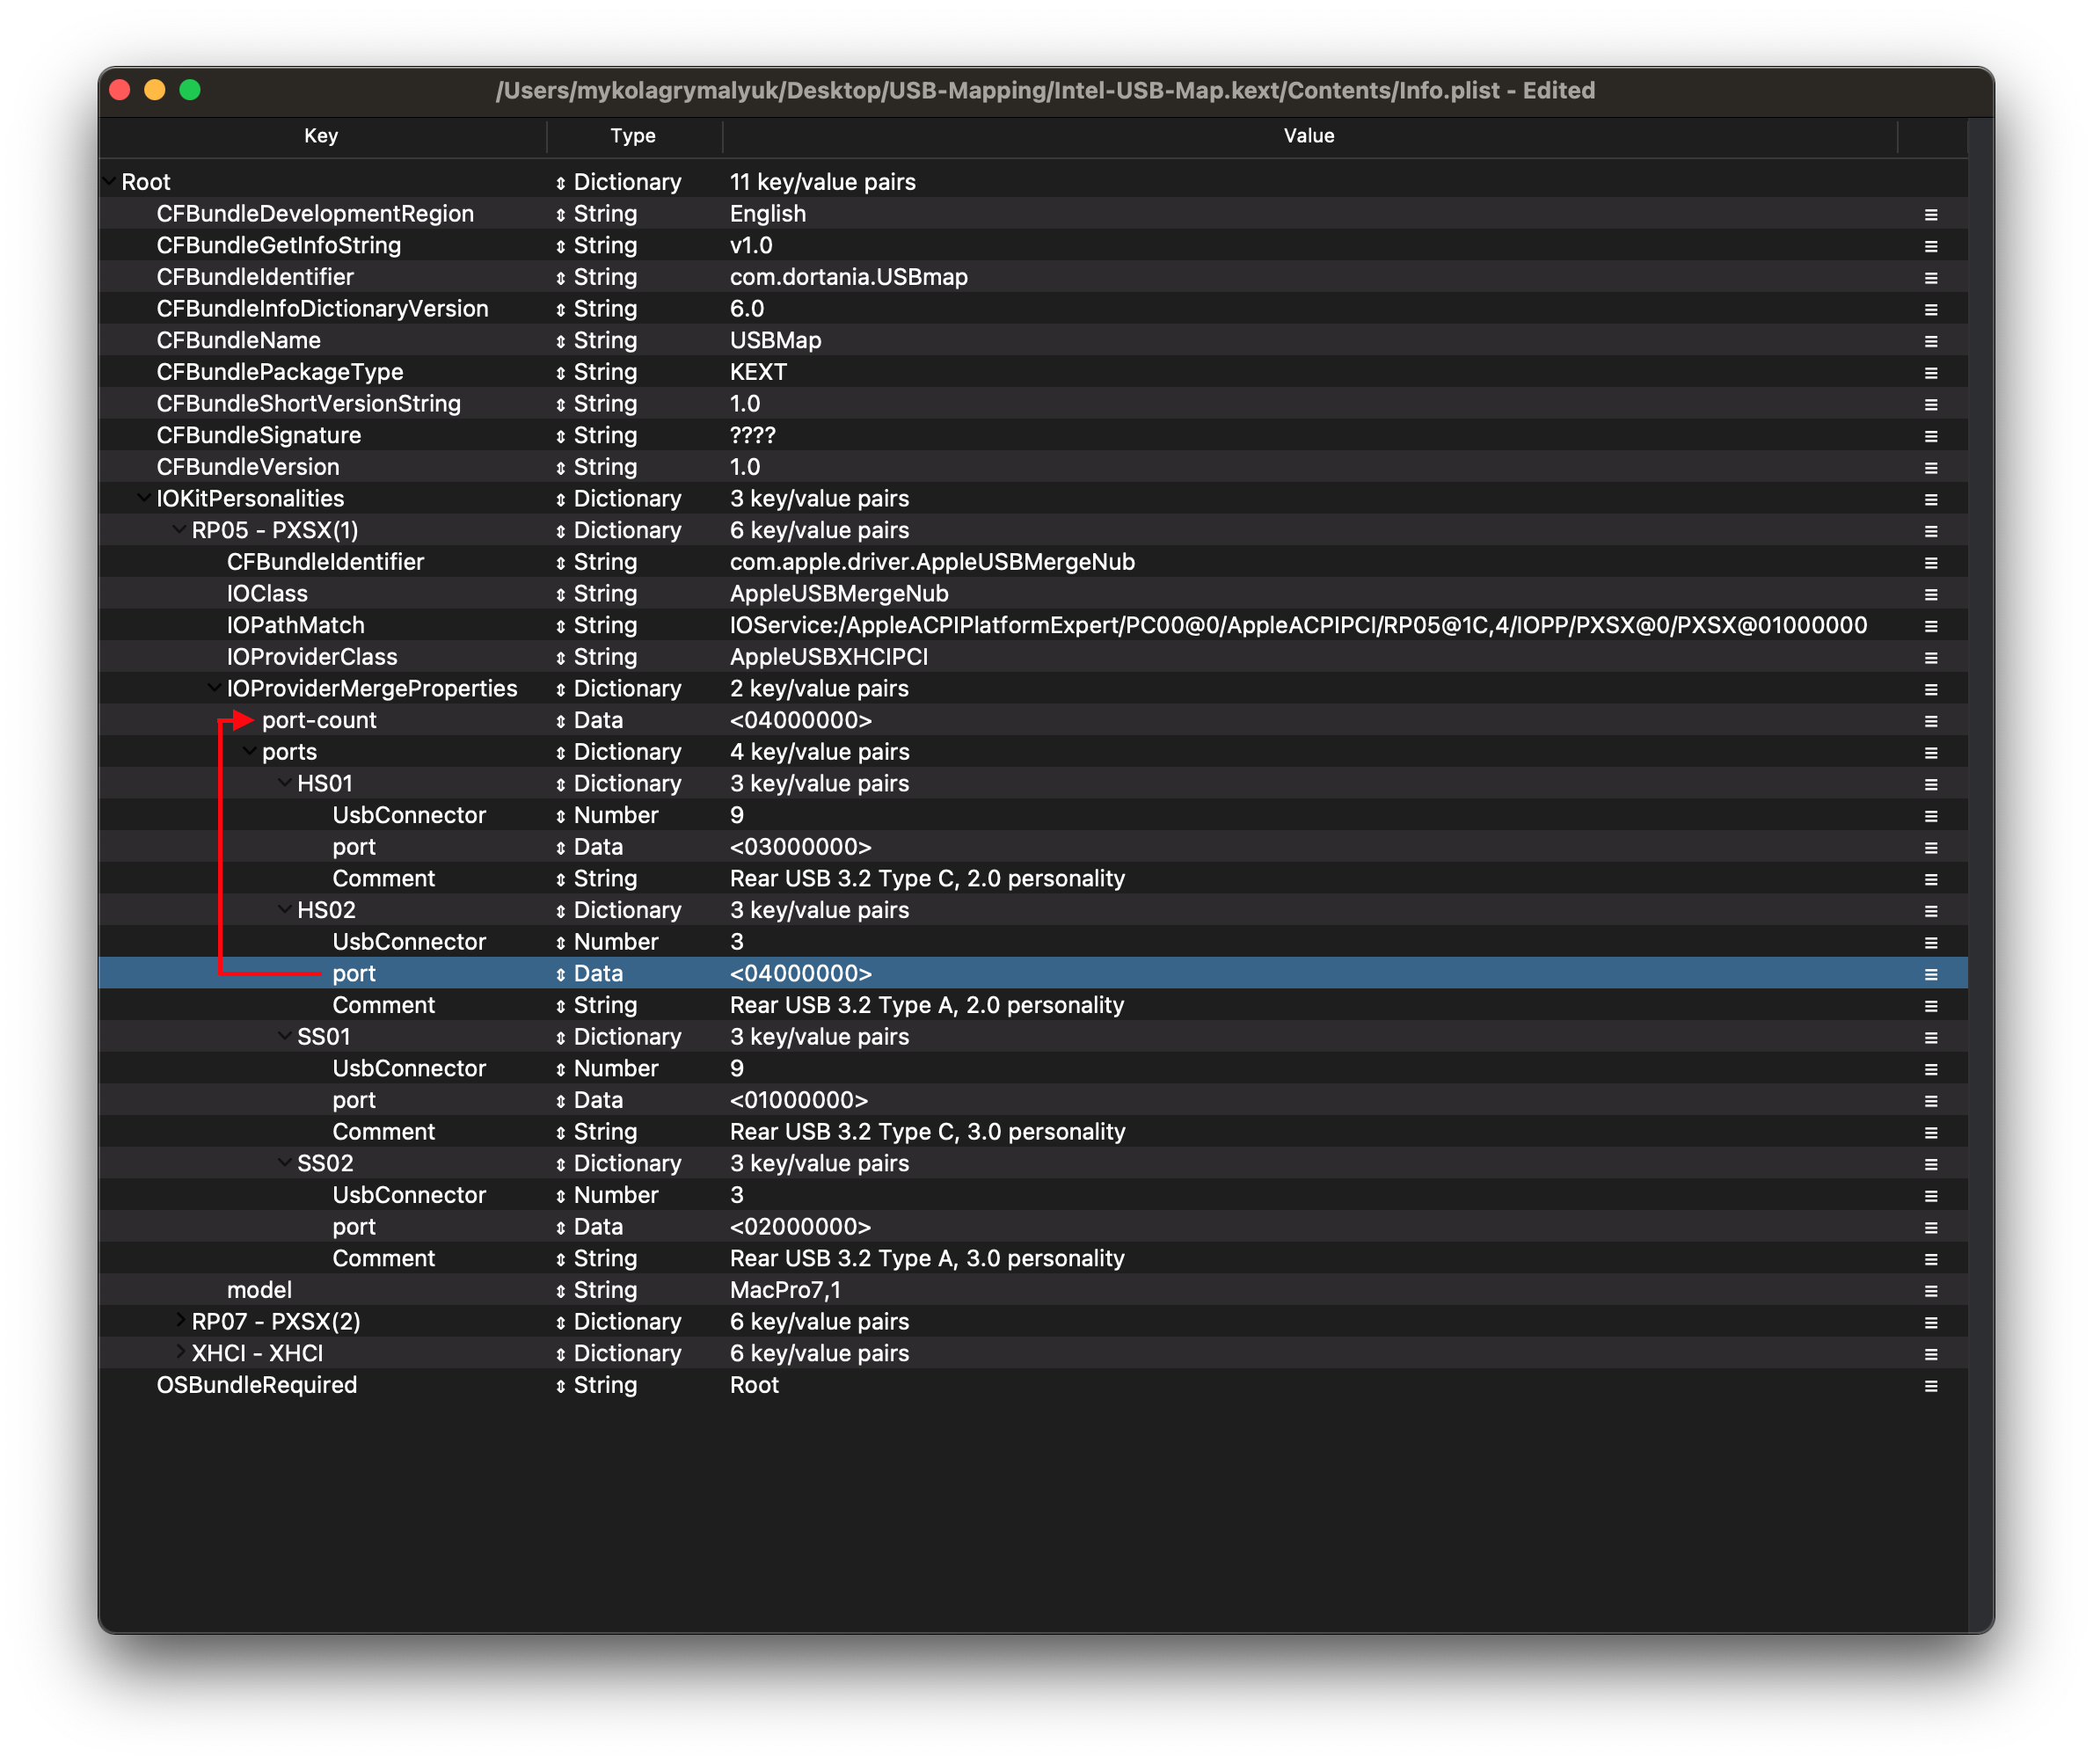 /Users/mykolagrymalyuk/Desktop/USB-Mapping/Intel-USB-Map.kext/Contents/Info.plist - Edited
Key Type Value
Root Dictionary 11 key/value pairs
CFBundleDevelopmentRegion String English
CFBundleGetInfoString String v1.0
CFBundleIdentifier String com.dortania.USBmap
CFBundleInfoDictionaryVersion String 6.0
CFBundleName String USBMap
CFBundlePackageType String KEXT
CFBundleShortVersionString String 1.0
CFBundleSignature String ????
CFBundleVersion String 1.0
IOKitPersonalities Dictionary 3 key/value pairs
RP05 - PXSX(1) Dictionary 6 key/value pairs
CFBundleIdentifier String com.apple.driver.AppleUSBMergeNub
IOClass String AppleUSBMergeNub
IOPathMatch String IOService:/AppleACPIPlatformExpert/PC00@0/AppleACPIPCI/RP05@1C,4/IOPP/PXSX@0/PXSX@01000000
IOProviderClass String AppleUSBXHCIPCI
IOProviderMergeProperties Dictionary 2 key/value pairs
port-count Data <04000000>
ports Dictionary 4 key/value pairs
HS01 Dictionary 3 key/value pairs
UsbConnector Number 9
port Data <03000000>
Comment String Rear USB 3.2 Type C, 2.0 personality
HS02 Dictionary 3 key/value pairs
UsbConnector Number 3
port Data <04000000>
Comment String Rear USB 3.2 Type A, 2.0 personality
SS01 Dictionary 3 key/value pairs
UsbConnector Number 9
port Data <01000000>
Comment String Rear USB 3.2 Type C, 3.0 personality
SS02 Dictionary 3 key/value pairs
UsbConnector Number 3
port Data <02000000>
Comment String Rear USB 3.2 Type A, 3.0 personality
model String MacPro7,1
RP07 - PXSX(2) Dictionary 6 key/value pairs
XHCI - XHCI Dictionary 6 key/value pairs
OSBundleRequired String Root